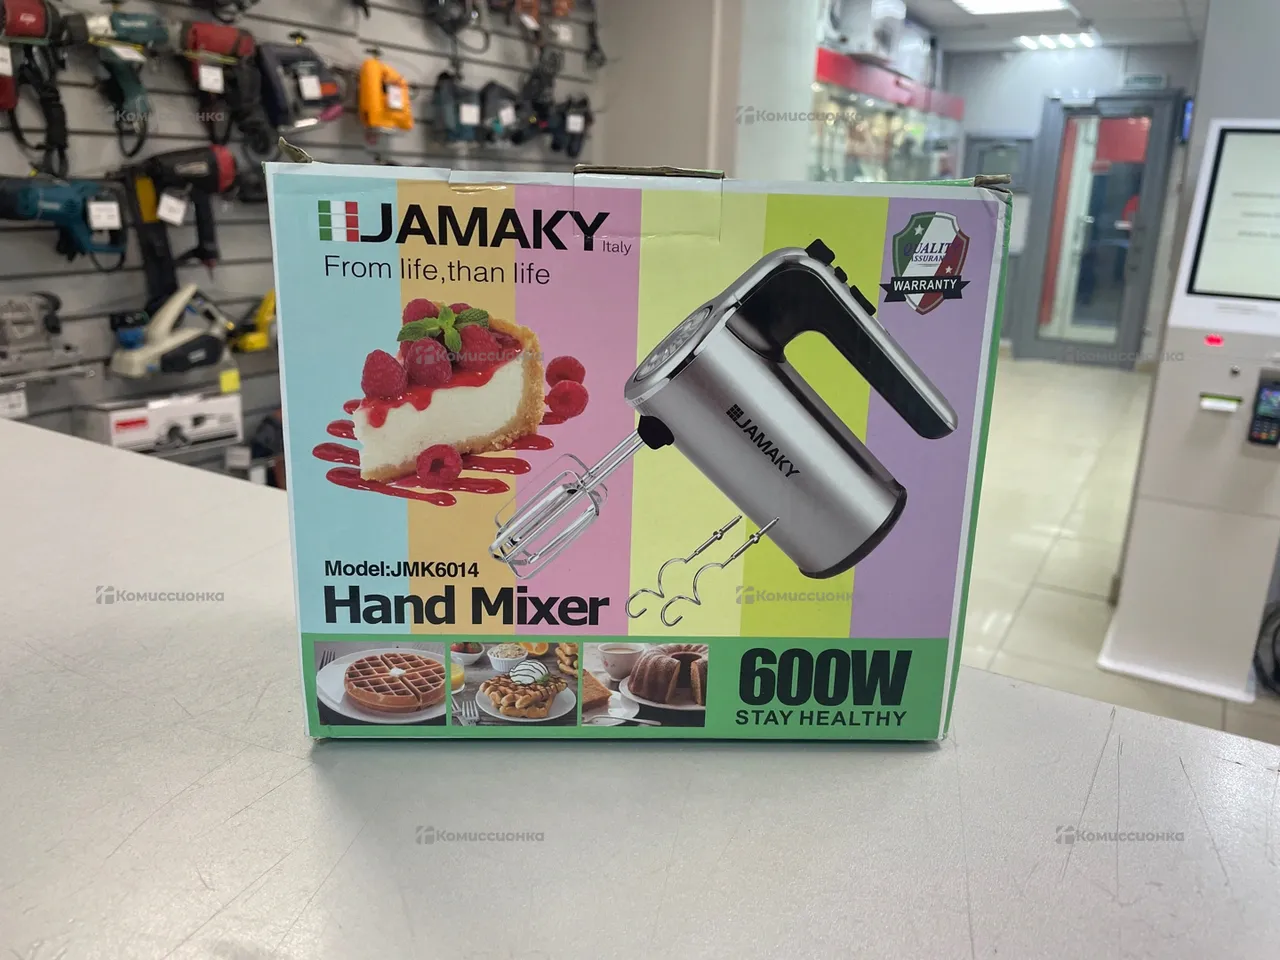 JAMAKY
Italy
From life,than life
QUALITY
ASSURANCE
WARRANTY
JAMAKY
Model:JMK6014
Hand Mixer
600W
STAY HEALTHY
Комиссионка
Комиссионка
Комиссионка
Комиссионка
Комиссионка
Комиссионка
Комиссионка
Комиссионка